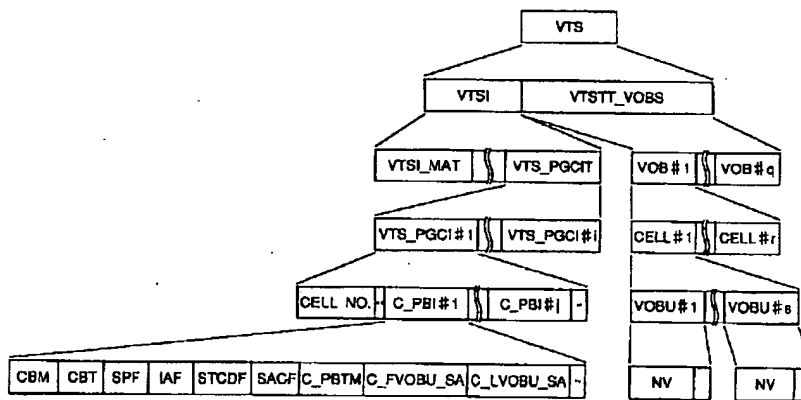 VTS
VTSI VTSTT_VOBS
VTSI_MAT VTS_PGCIT VOB#1 VOB#q
VTS_PGCI#1 VTS_PGCI#i CELL#1 CELL#r
CELL NO. -- C_PBI#1 C_PBI#j - VOBU#1 VOBU#s
CBM CBT SPF IAF STCDF SACF C_PBTM C_FVOBU_SA C_LVOBU_SA - NV NV